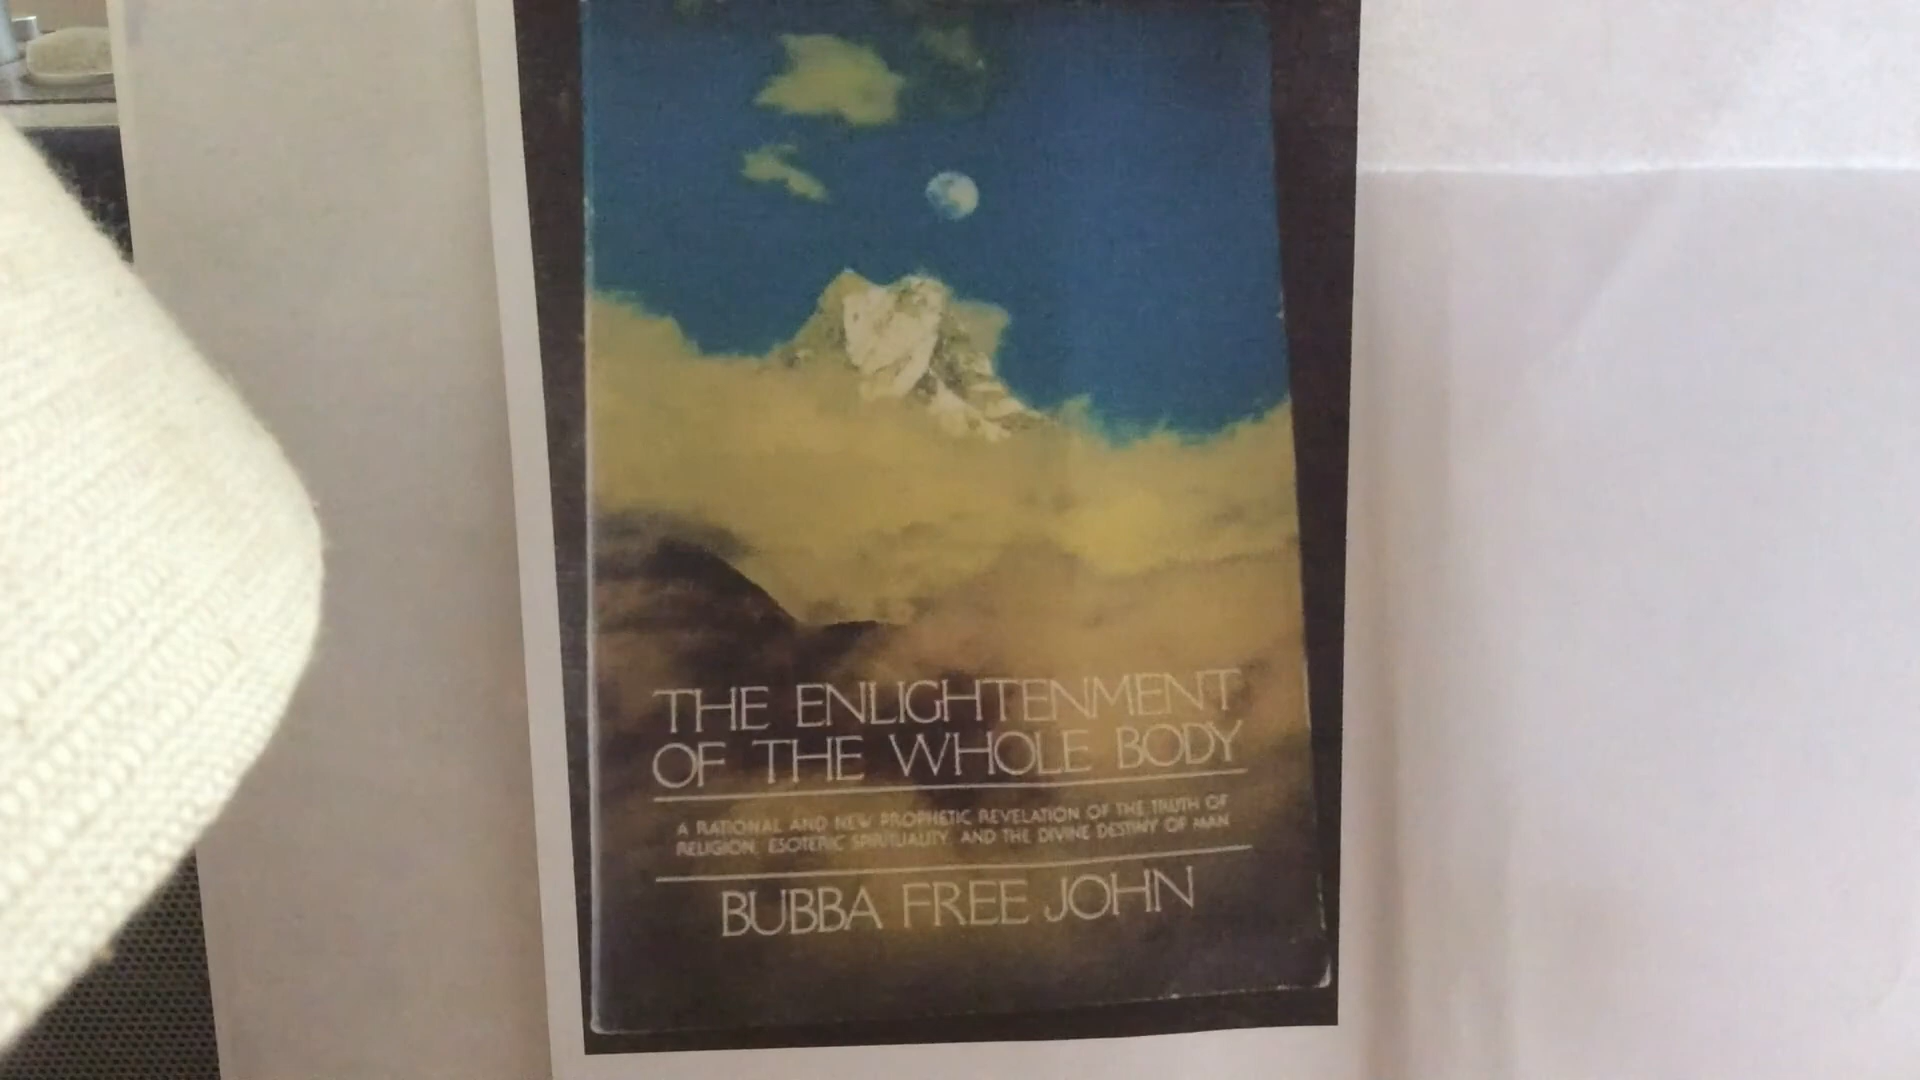 THE ENLIGHTENMENT
OF THE WHOLE BODY
A RATIONAL AND NEW PROPHETIC REVELATION OF THE TRUTH OF
RELIGION, ESOTERIC SPIRITUALITY, AND THE DIVINE DESTINY OF MAN
BUBBA FREE JOHN